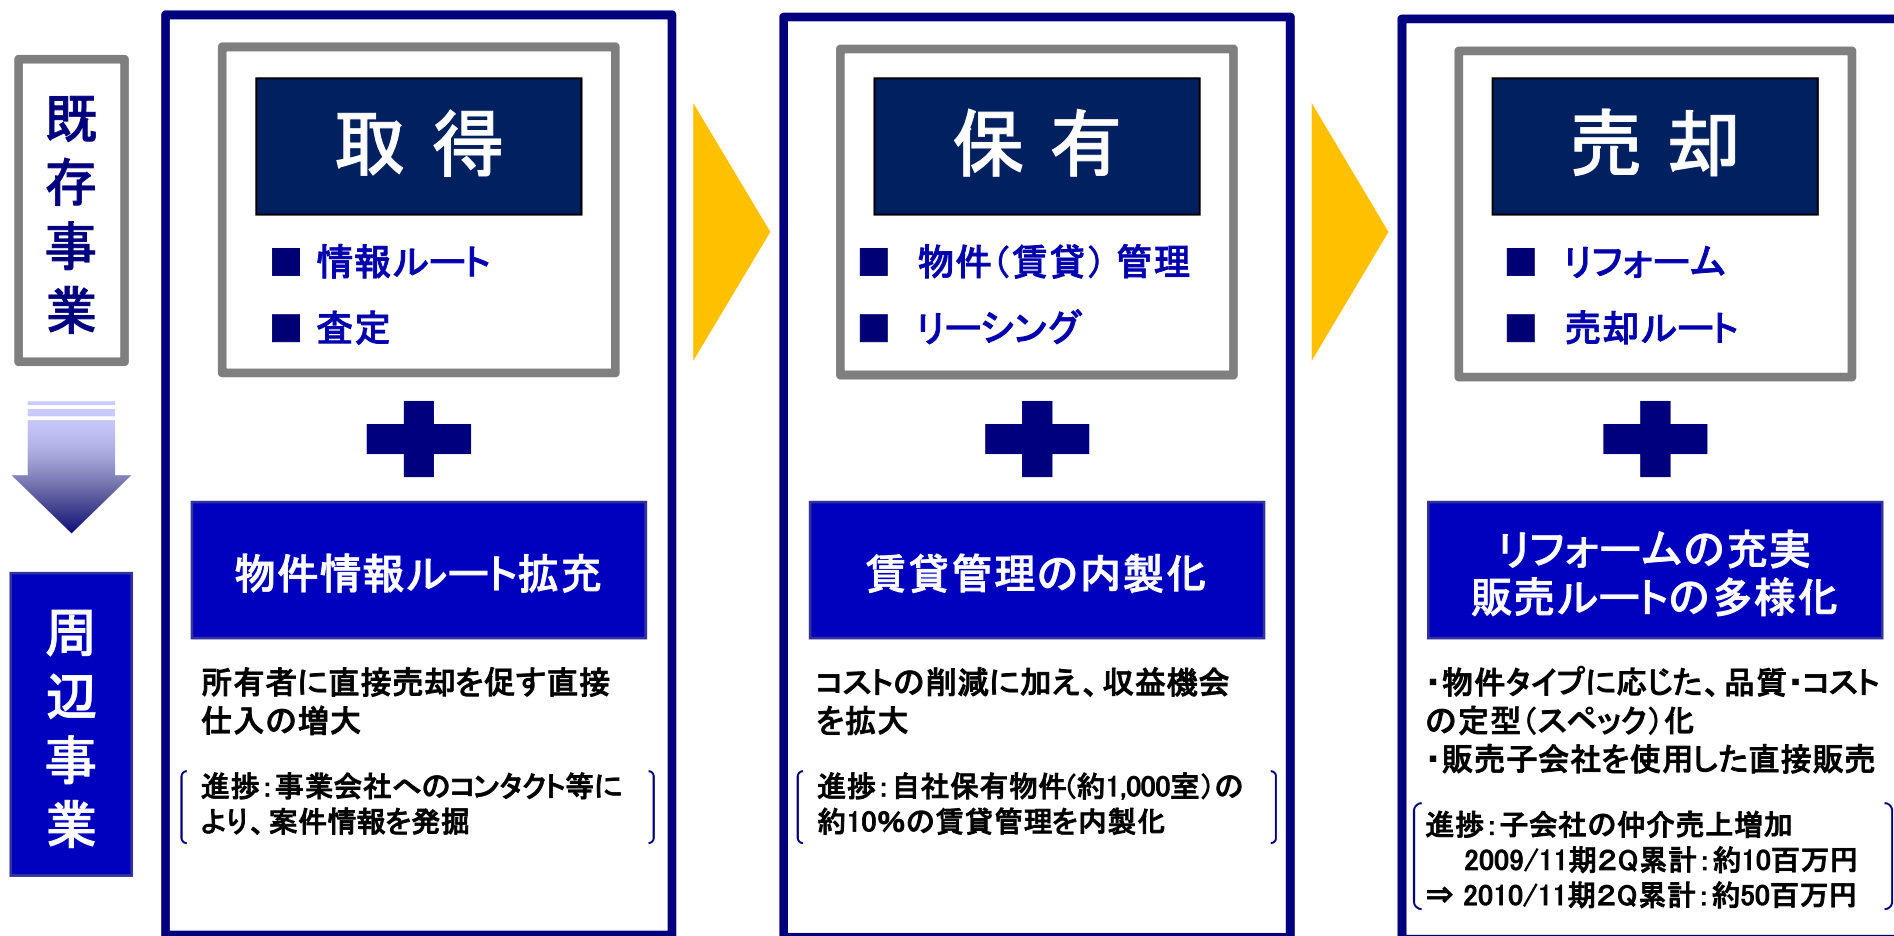 既存事業
周辺事業
取得
■ 情報ルート
■ 査定
物件情報ルート拡充
所有者に直接売却を促す直接
仕入の増大
進捗：事業会社へのコンタクト等に
より、案件情報を発掘
保有
■ 物件（賃貸）管理
■ リーシング
賃貸管理の内製化
コストの削減に加え、収益機会
を拡大
進捗：自社保有物件(約1,000室）の
約10%の賃貸管理を内製化
売却
■ リフォーム
■ 売却ルート
リフォームの充実
販売ルートの多様化
・物件タイプに応じた、品質・コスト
の定型（スペック）化
・販売子会社を使用した直接販売
進捗：子会社の仲介売上増加
2009/11期２Q累計：約10百万円
⇒ 2010/11期２Q累計：約50百万円